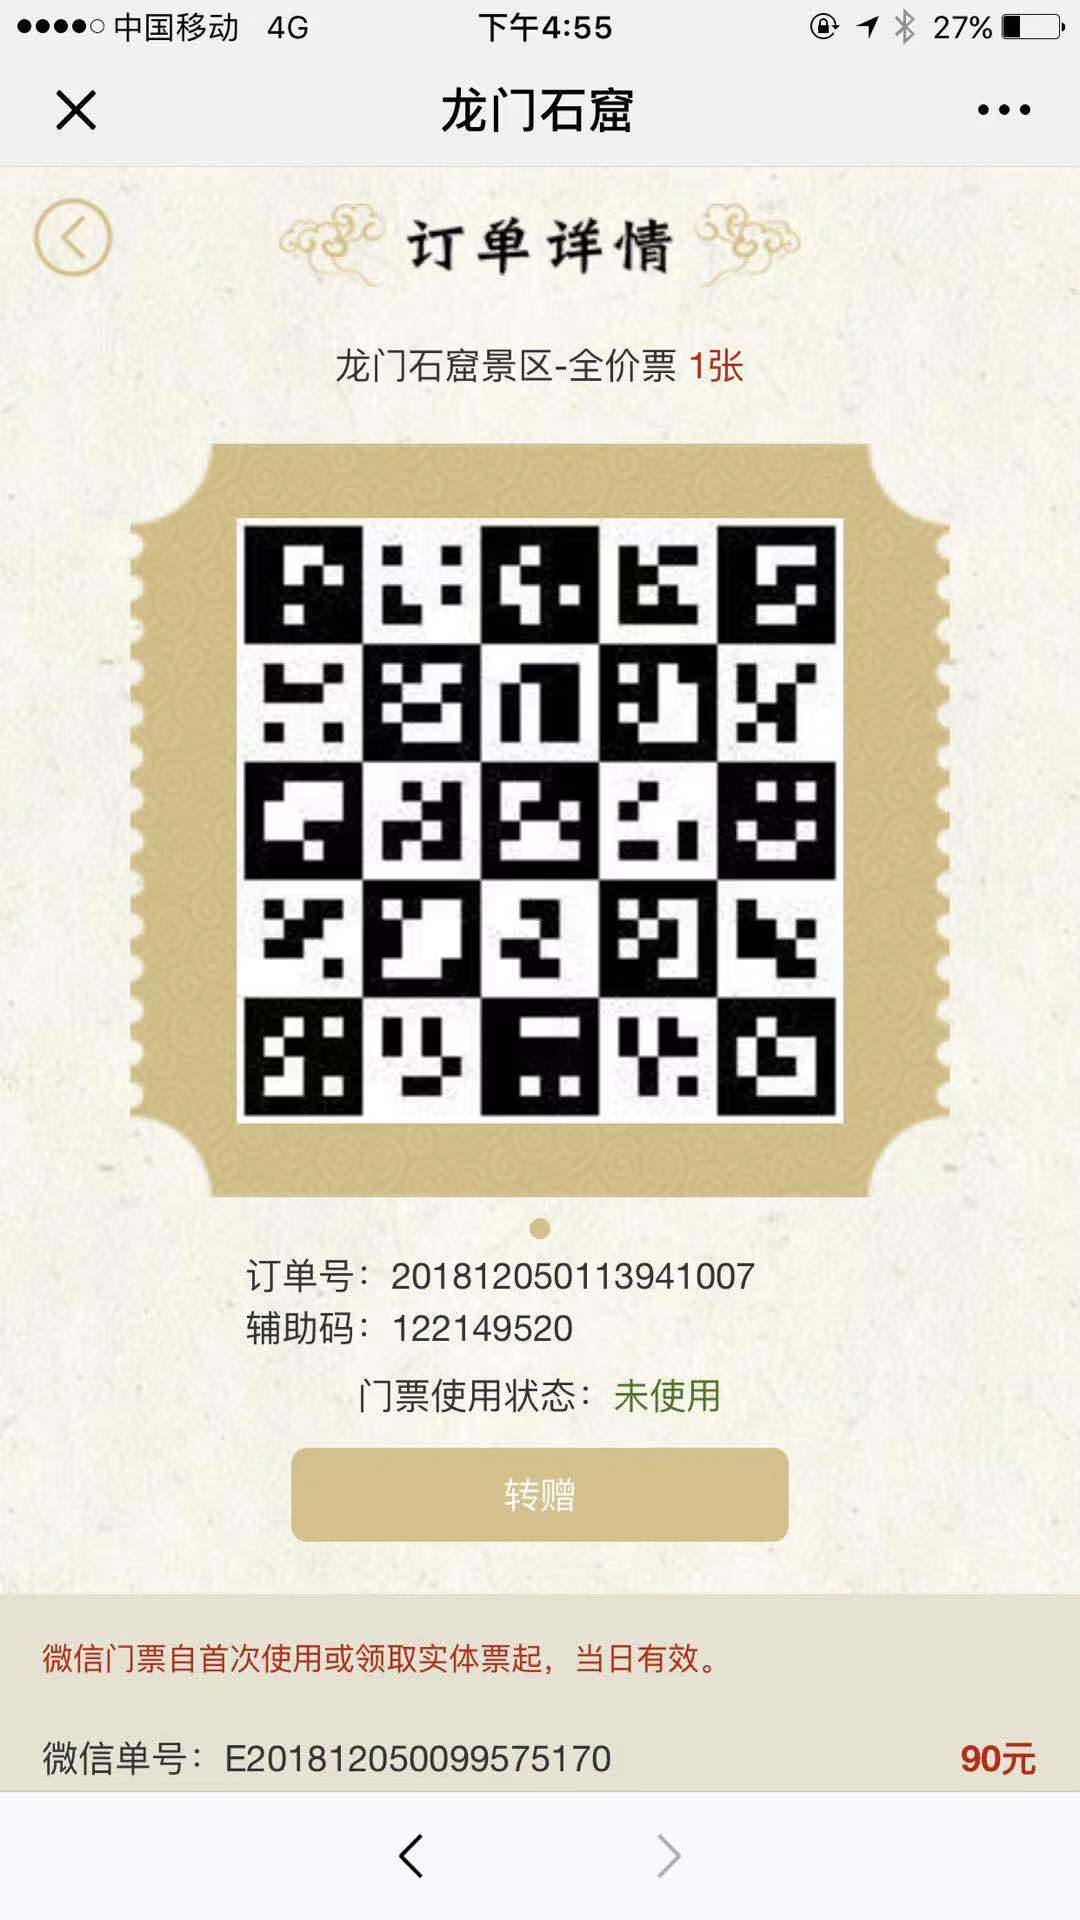 中国移动 4G 下午4:55 27%
龙门石窟
订单详情
龙门石窟景区-全价票 1张
订单号：201812050113941007
辅助码：122149520
门票使用状态：未使用
转赠
微信门票自首次使用或领取实体票起，当日有效。
微信单号：E201812050099575170 90元